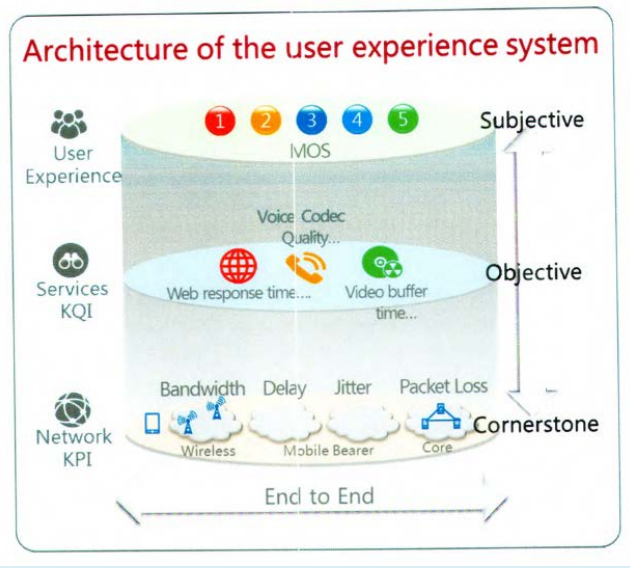 Architecture of the user experience system
1 2 3 4 5
Subjective
MOS
User
Experience
Voice Codec
Quality...
Services
KQI
Web response time....
Video buffer
time...
Objective
Bandwidth Delay Jitter Packet Loss
Network
KPI
Wireless Mobile Bearer Core
Cornerstone
End to End